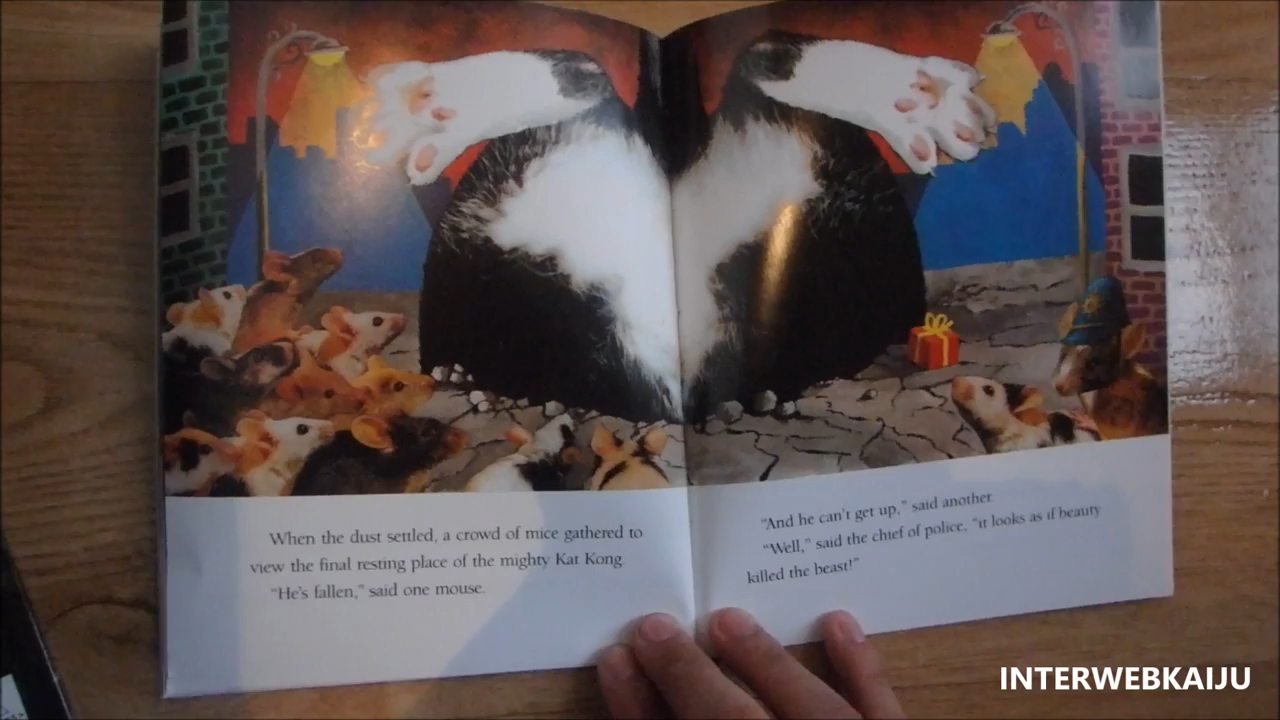 When the dust settled, a crowd of mice gathered to
view the final resting place of the mighty Kat Kong.
"He's fallen," said one mouse.
"And he can't get up," said another.
"Well," said the chief of police, "it looks as if beauty
killed the beast!"
INTERWEBKAIJU